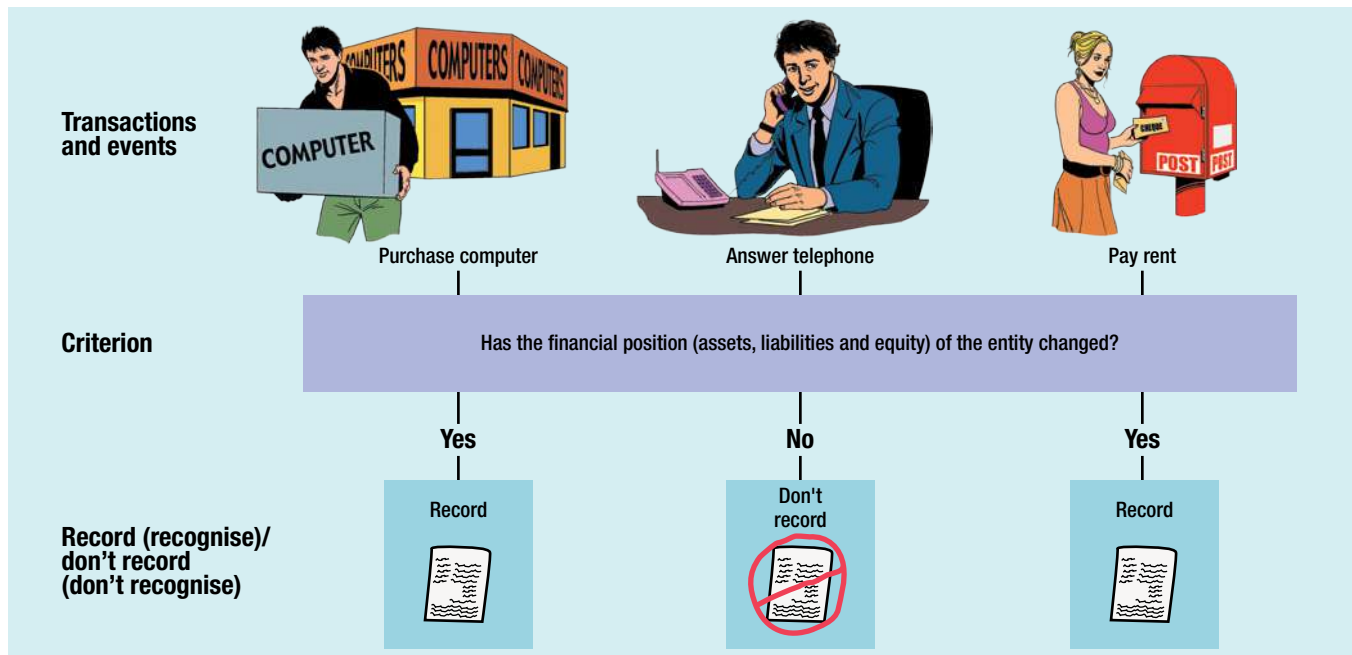 COMPUTERS
COMPUTERS
COMPUTERS
COMPUTER
CHEQUE
POST
POST
Transactions
and events
Purchase computer
Answer telephone
Pay rent
Criterion
Has the financial position (assets, liabilities and equity) of the entity changed?
Yes
No
Yes
Record (recognise)/
don't record
(don't recognise)
Record
Don't
record
Record